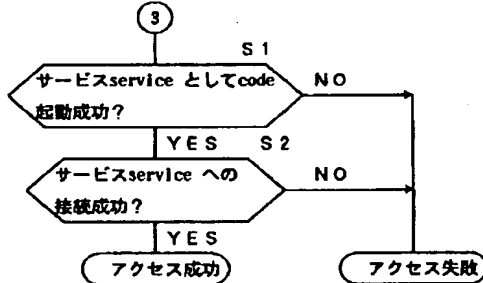 3
S1
サービスservice としてcode
起動成功？
NO
YES
S2
サービスservice への
接続成功？
NO
YES
アクセス成功
アクセス失敗